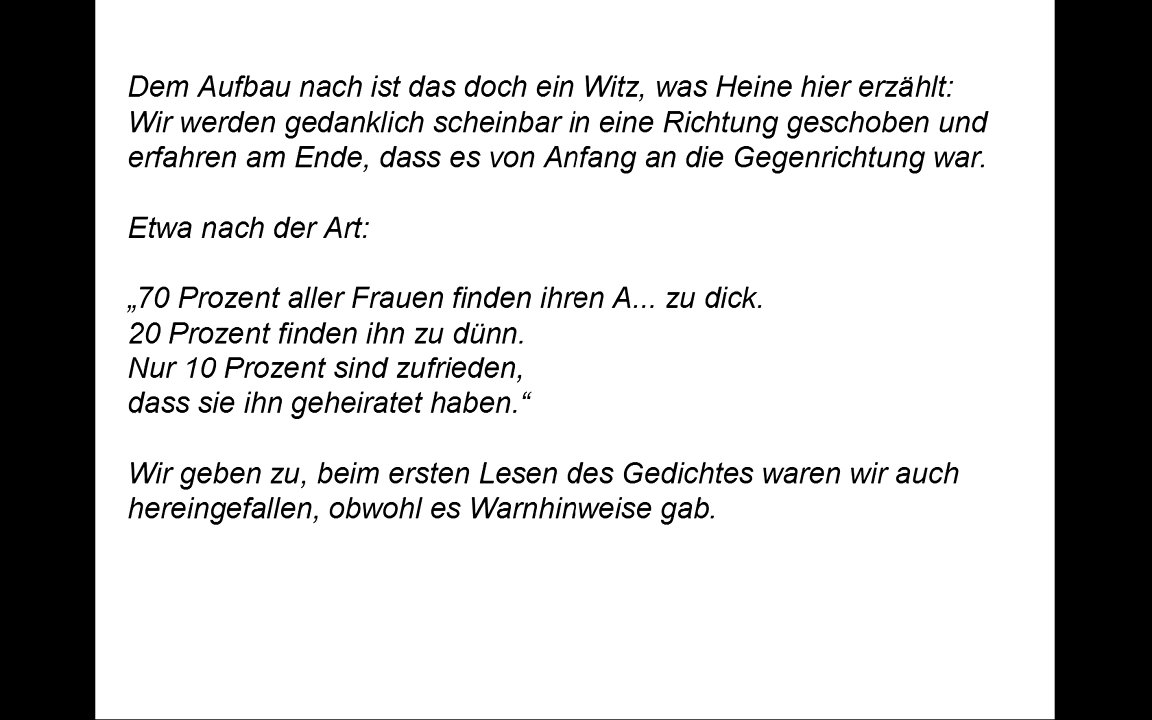 Dem Aufbau nach ist das doch ein Witz, was Heine hier erzählt:
Wir werden gedanklich scheinbar in eine Richtung geschoben und
erfahren am Ende, dass es von Anfang an die Gegenrichtung war.
Etwa nach der Art:
„70 Prozent aller Frauen finden ihren A... zu dick.
20 Prozent finden ihn zu dünn.
Nur 10 Prozent sind zufrieden,
dass sie ihn geheiratet haben.“
Wir geben zu, beim ersten Lesen des Gedichtes waren wir auch
hereingefallen, obwohl es Warnhinweise gab.